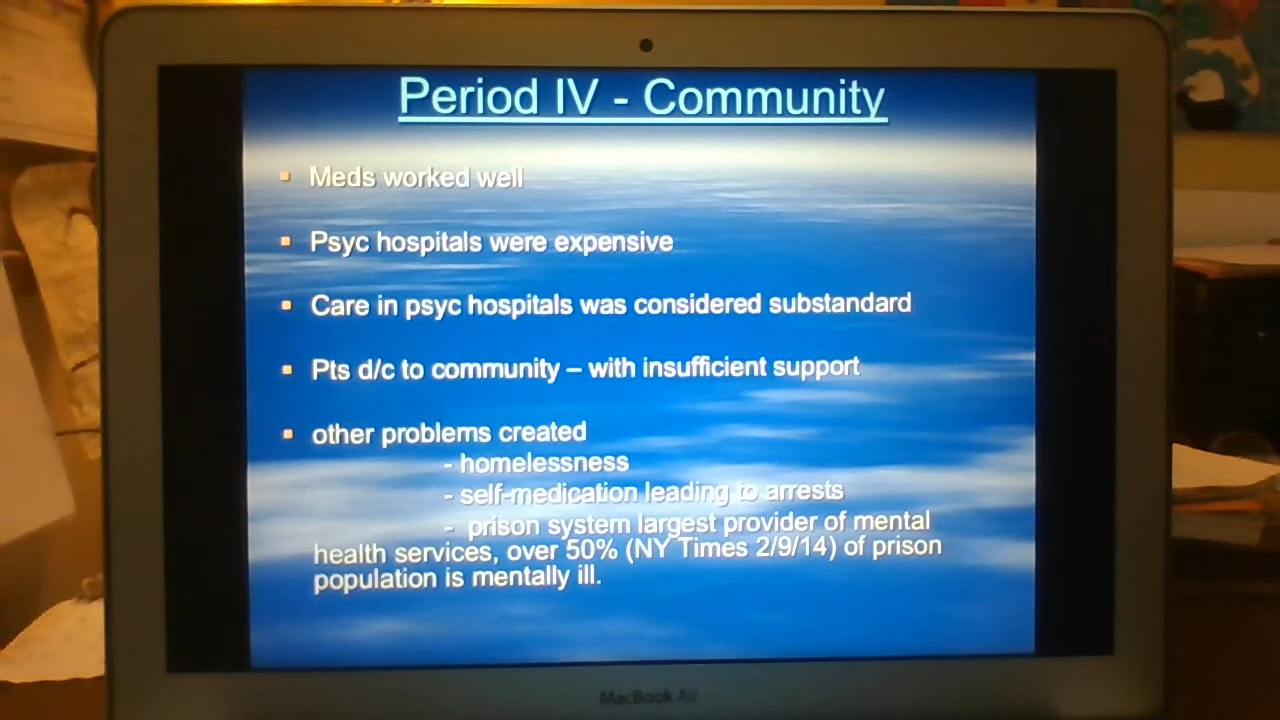 Period IV - Community
▪ Meds worked well
▪ Psyc hospitals were expensive
▪ Care in psyc hospitals was considered substandard
▪ Pts d/c to community – with insufficient support
▪ other problems created
- homelessness
- self-medication leading to arrests
- prison system largest provider of mental
health services, over 50% (NY Times 2/9/14) of prison
population is mentally ill.
MacBook Air